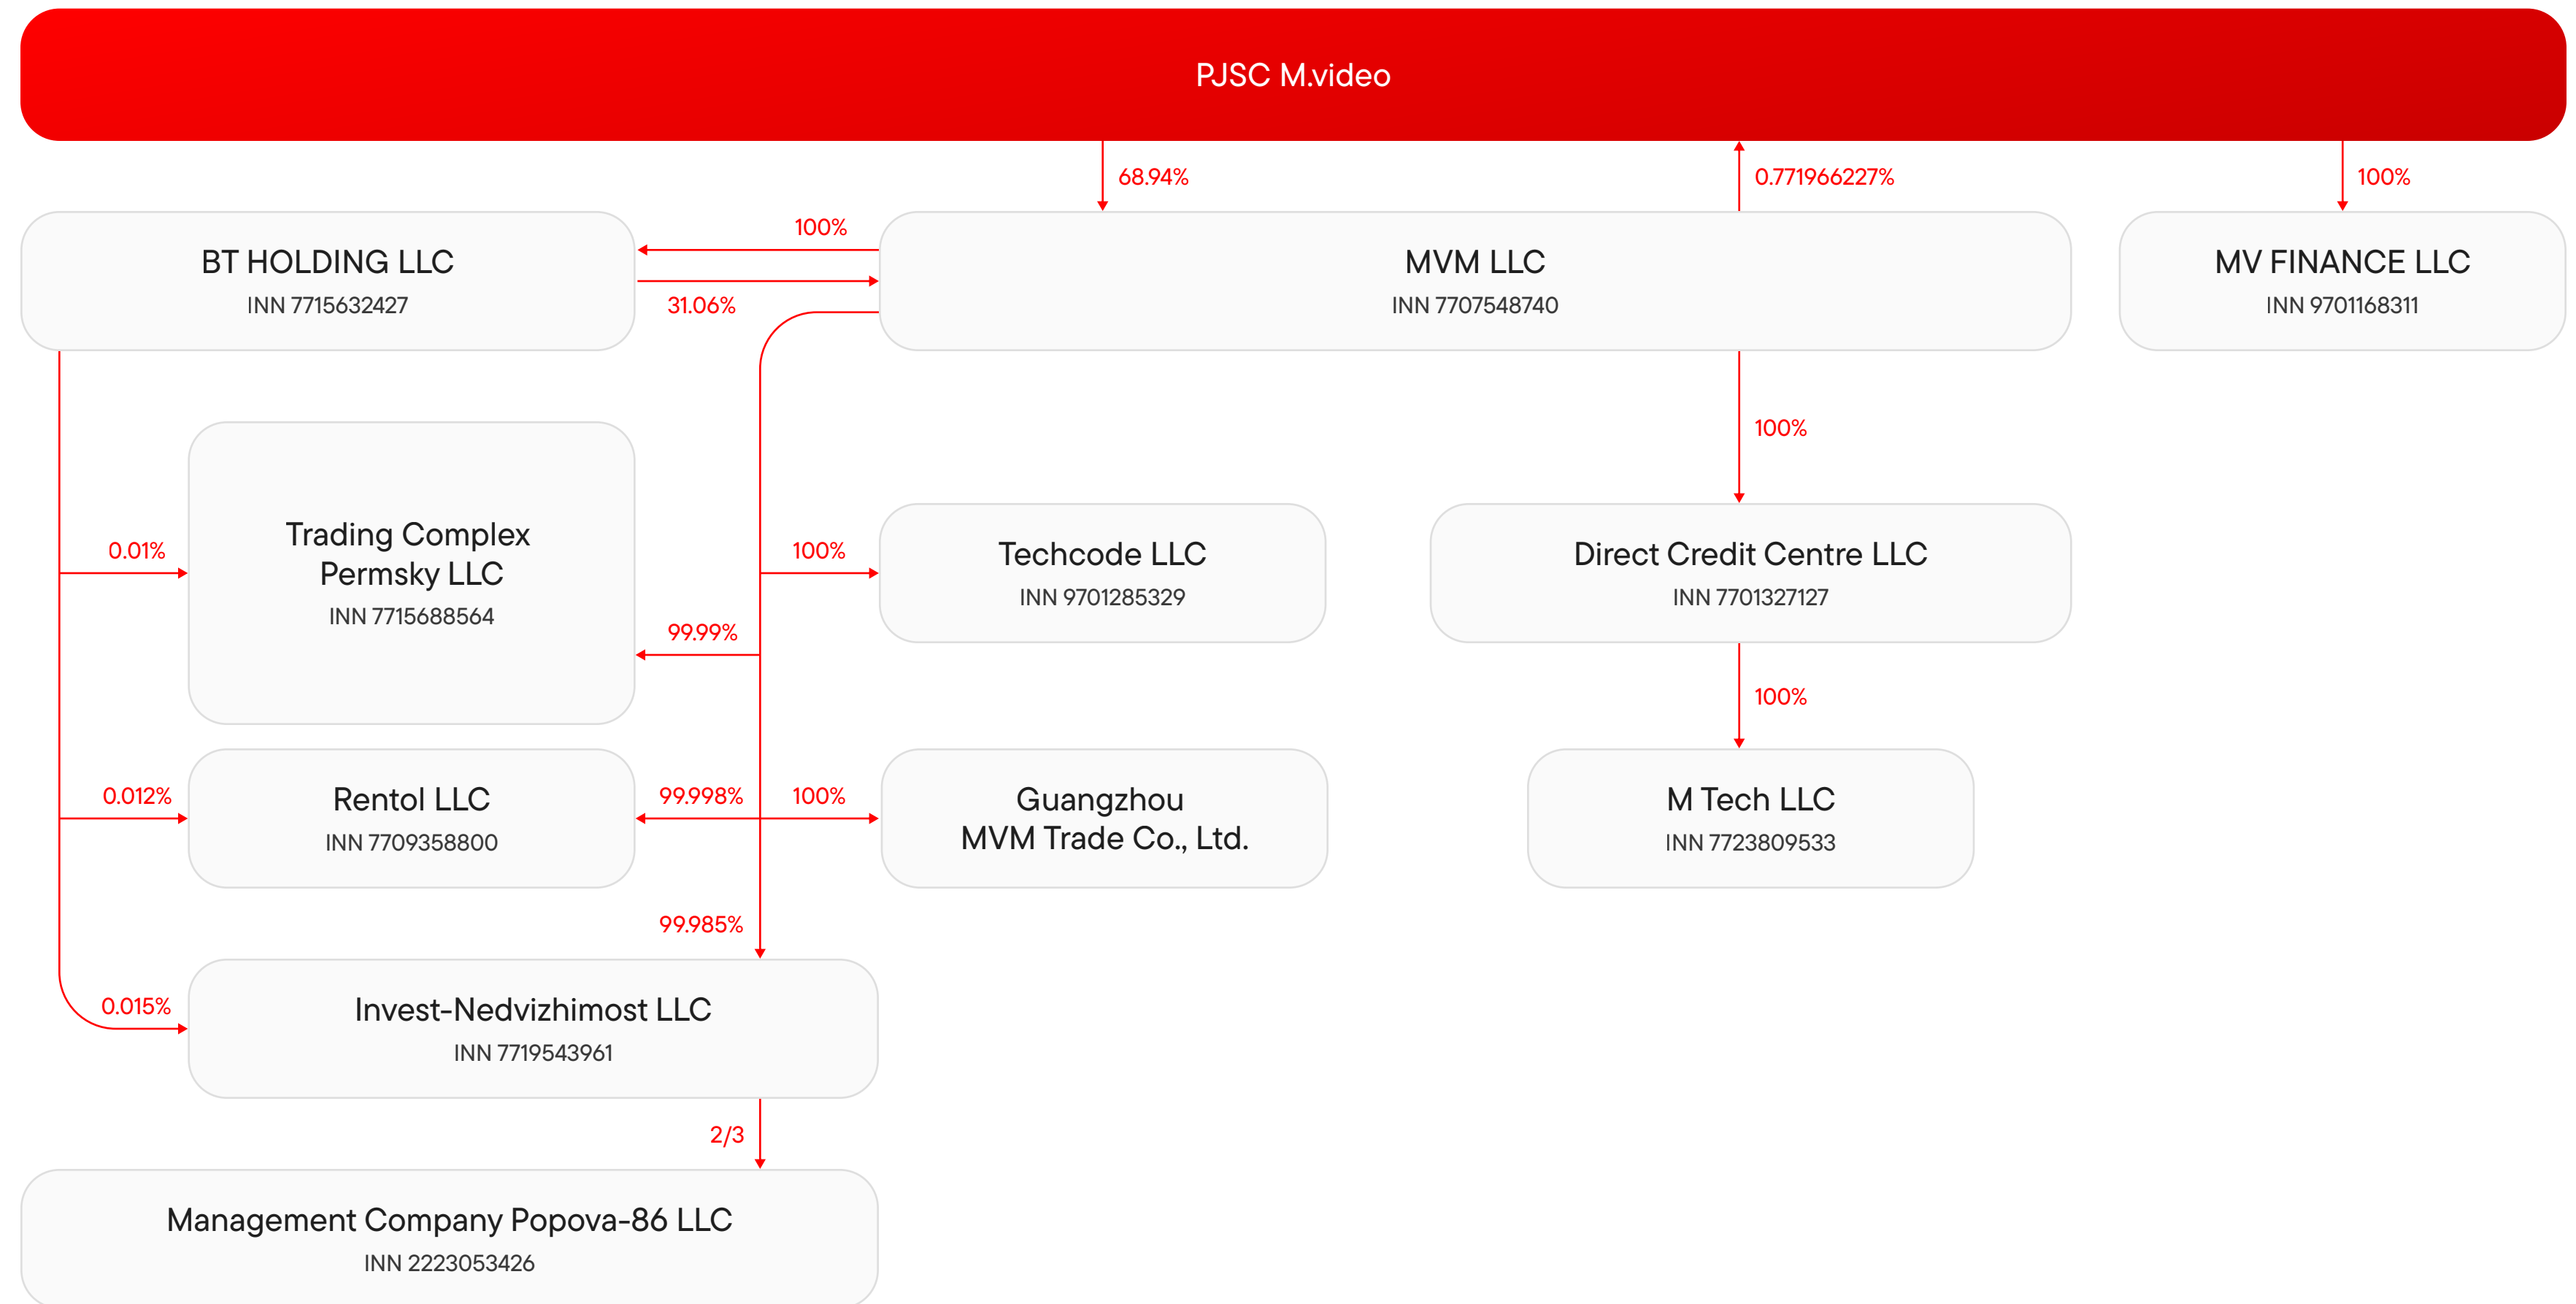 PJSC M.video
68.94%
0.771966227%
100%
BT HOLDING LLC
INN 7715632427
100%
31.06%
MVM LLC
INN 7707548740
MV FINANCE LLC
INN 9701168311
100%
Trading Complex
Permsky LLC
INN 7715688564
0.01%
99.99%
100%
Techcode LLC
INN 9701285329
Direct Credit Centre LLC
INN 7701327127
100%
0.012%
Rentol LLC
INN 7709358800
99.998%
100%
Guangzhou
MVM Trade Co., Ltd.
M Tech LLC
INN 7723809533
99.985%
0.015%
Invest-Nedvizhimost LLC
INN 7719543961
2/3
Management Company Popova-86 LLC
INN 2223053426